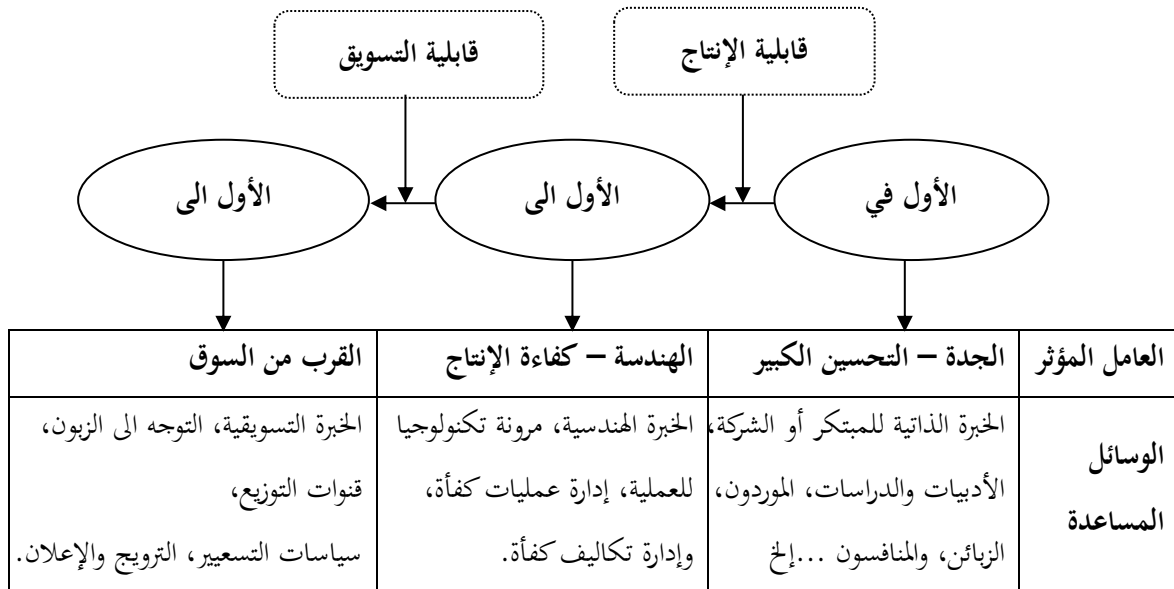 قابلية الإنتاج
قابلية التسويق
الأول في
الأول الى
الأول الى
العامل المؤثر
الجدة – التحسين الكبير
الهندسة – كفاءة الإنتاج
القرب من السوق
الوسائل
المساعدة
الخبرة الذاتية للمبتكر أو الشركة،
الأدبيات والدراسات، الموردون،
الزبائن، والمنافسون ...إلخ
الخبرة الهندسية، مرونة تكنولوجيا
للعملية، إدارة عمليات كفأة،
وإدارة تكاليف كفأة.
الخبرة التسويقية، التوجه الى الزبون،
قنوات التوزيع،
سياسات التسعيير، الترويج والإعلان.